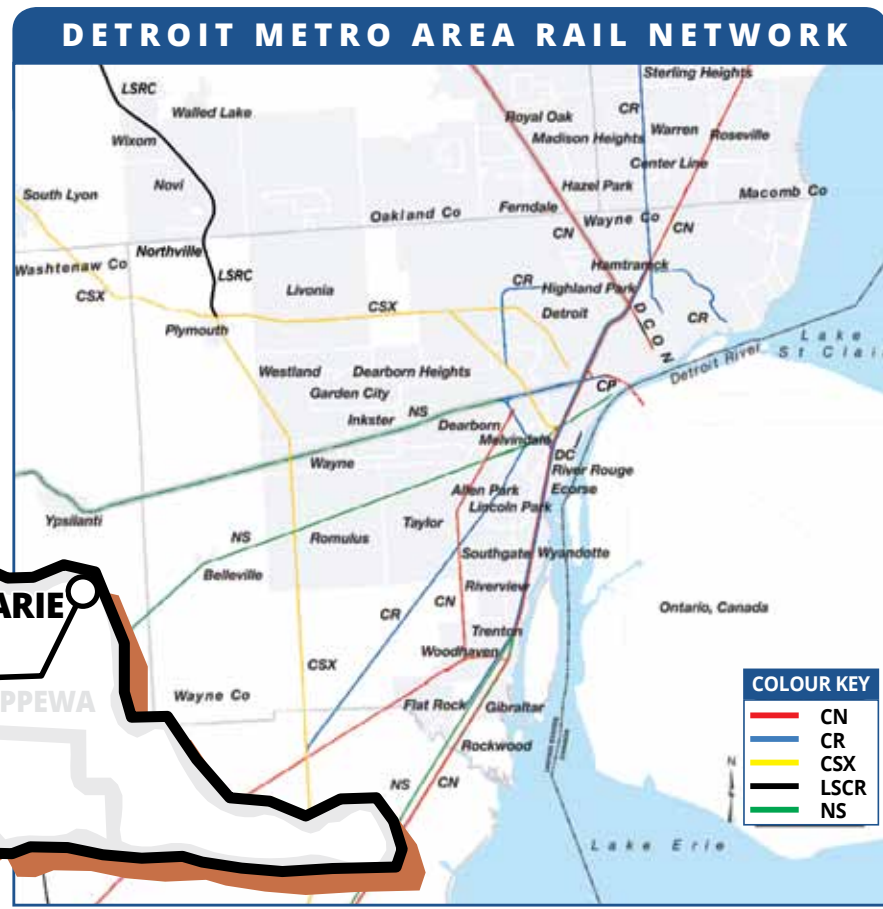 DETROIT METRO AREA RAIL NETWORK
LSRC
Walled Lake
Wixom
Novi
South Lyon
Sterling Heights
CR
Royal Oak
Madison Heights
Warren
Roseville
Center Line
Hazel Park
Macomb Co
Ferndale
Oakland Co
Wayne Co
CN
CN
Northville
Washtenaw Co
LSRC
Hamtramck
CSX
Livonia
CR
Highland Park
CSX
Detroit
DCON
CR
Plymouth
Lake
St Clair
Detroit River
Westland
Dearborn Heights
Garden City
CP
Inkster
NS
Dearborn
Melvindale
Wayne
DC
River Rouge
Allen Park
Ecorse
Lincoln Park
Ypsilanti
Taylor
NS
Romulus
Southgate
Wyandotte
Belleville
Riverview
ARIE
CR
CN
Ontario, Canada
Trenton
Woodhaven
CSX
PPEWA
Wayne Co
Flat Rock
Gibraltar
Rockwood
NS
CN
COLOUR KEY
CN
CR
CSX
LSCR
NS
N
Lake Erie